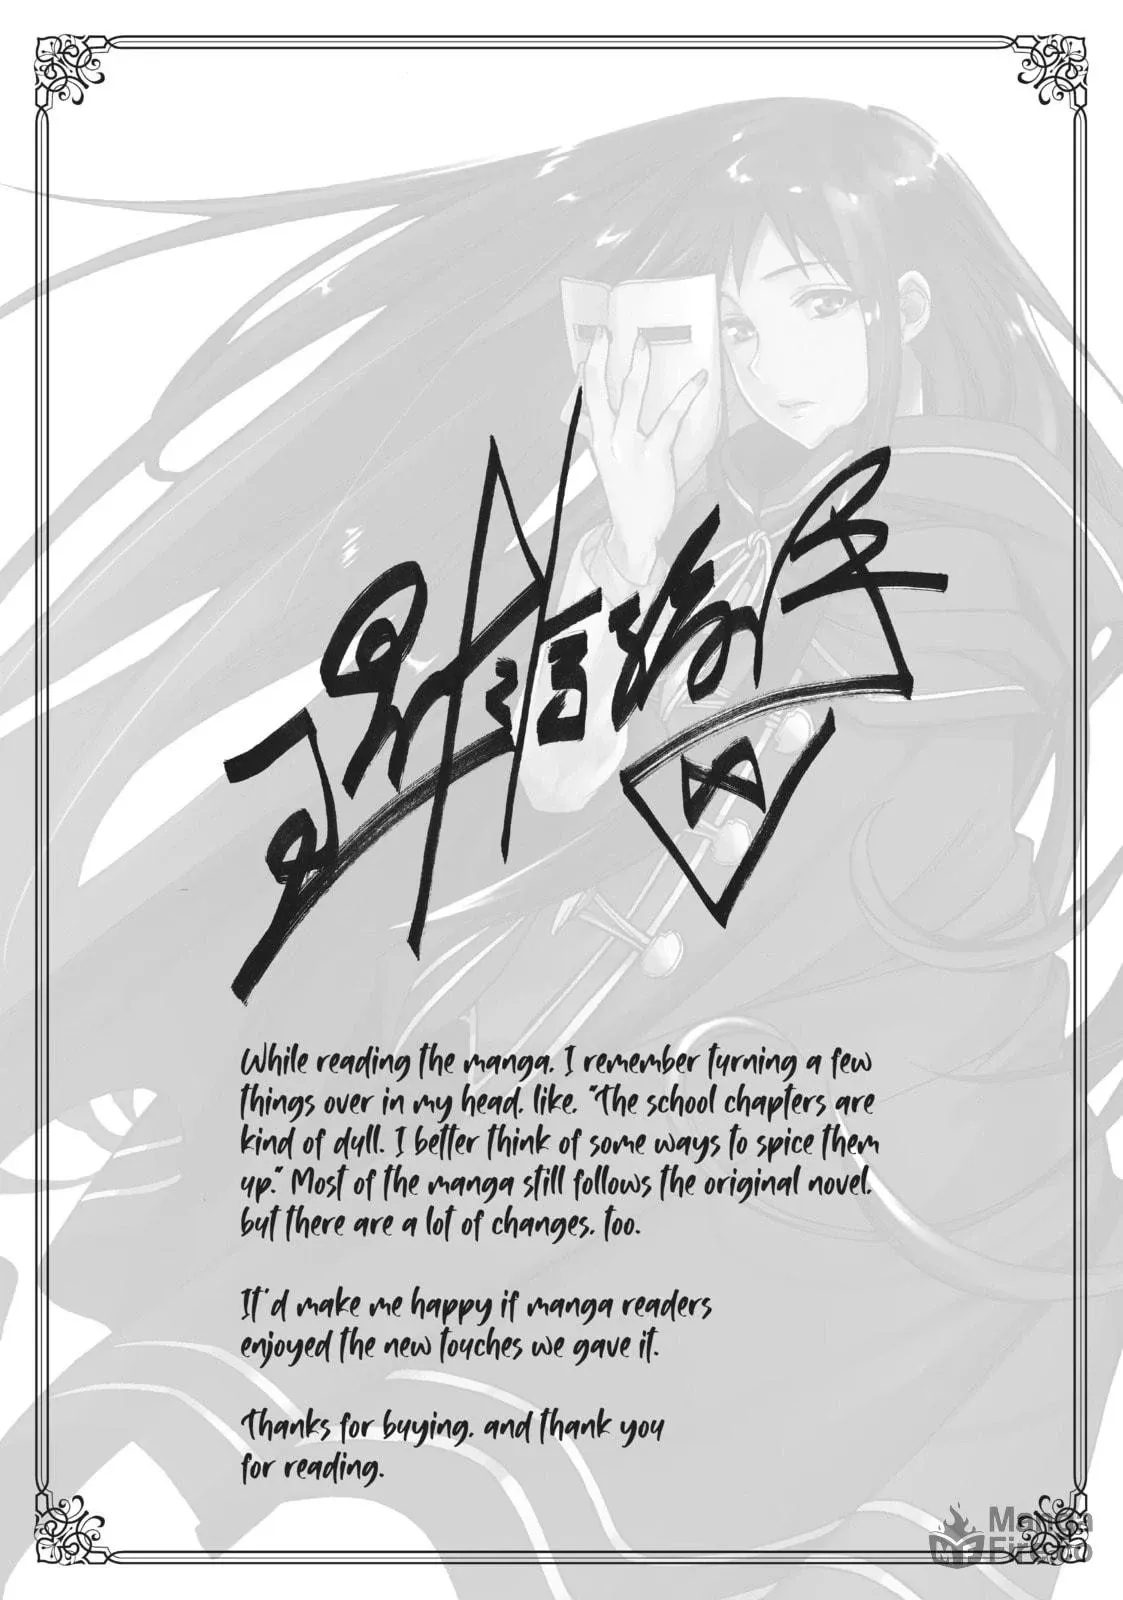 While reading the manga, I remember turning a few
things over in my head, like, "The school chapters are
kind of dull. I better think of some ways to spice them
up." Most of the manga still follows the original novel,
but there are a lot of changes, too.
It'd make me happy if manga readers
enjoyed the new touches we gave it.
Thanks for buying, and thank you
for reading.